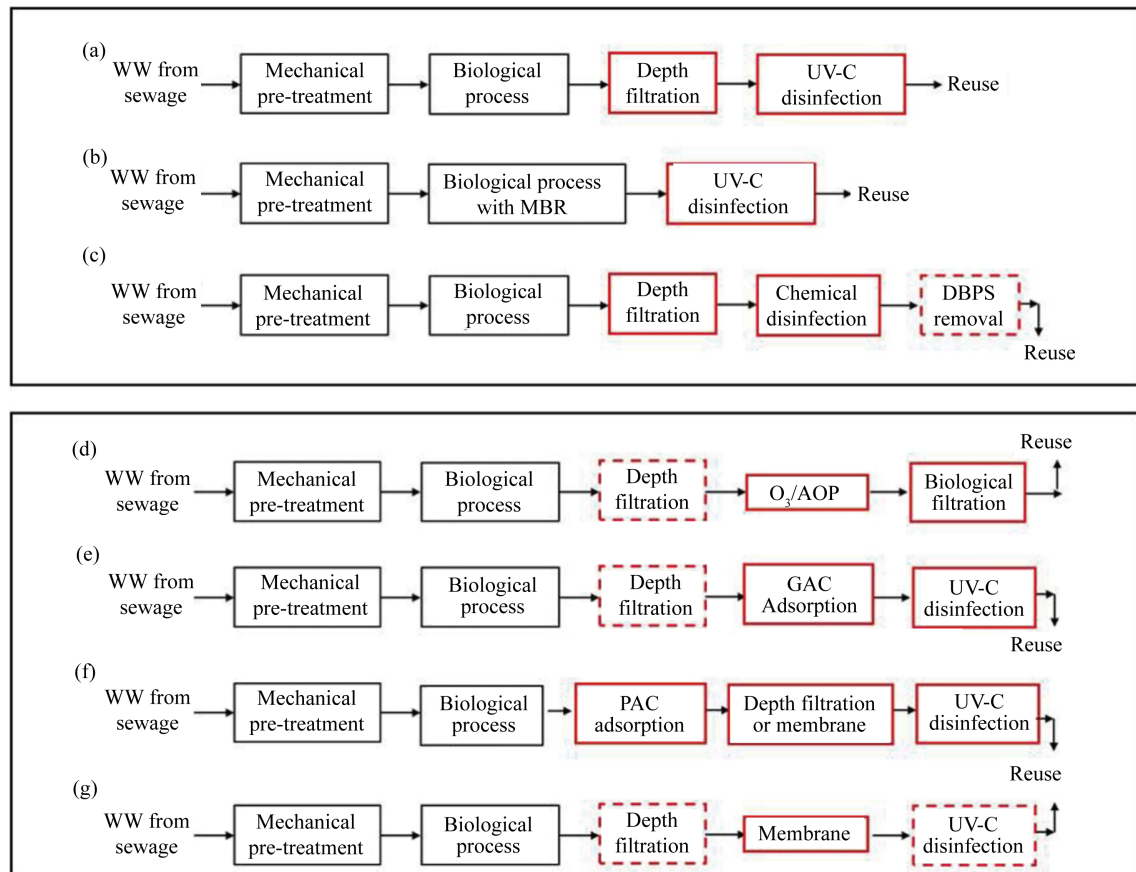 (a)
WW from
sewage
Mechanical
pre-treatment
Biological
process
Depth
filtration
UV-C
disinfection
Reuse
(b)
WW from
sewage
Mechanical
pre-treatment
Biological process
with MBR
UV-C
disinfection
Reuse
(c)
WW from
sewage
Mechanical
pre-treatment
Biological
process
Depth
filtration
Chemical
disinfection
DBPS
removal
Reuse
(d)
WW from
sewage
Mechanical
pre-treatment
Biological
process
Depth
filtration
O₃/AOP
Biological
filtration
Reuse
(e)
WW from
sewage
Mechanical
pre-treatment
Biological
process
Depth
filtration
GAC
Adsorption
UV-C
disinfection
Reuse
(f)
WW from
sewage
Mechanical
pre-treatment
Biological
process
PAC
adsorption
Depth filtration
or membrane
UV-C
disinfection
Reuse
(g)
WW from
sewage
Mechanical
pre-treatment
Biological
process
Depth
filtration
Membrane
UV-C
disinfection
Reuse